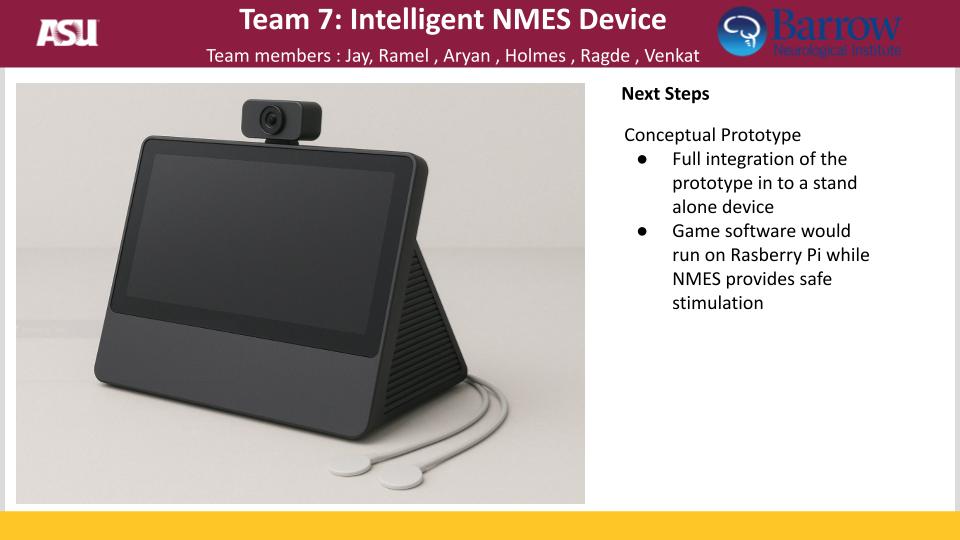 ASU
Team 7: Intelligent NMES Device
Team members : Jay, Ramel , Aryan , Holmes , Ragde , Venkat
Barrow
Neurological Institute
Next Steps
Conceptual Prototype
● Full integration of the
prototype in to a stand
alone device
● Game software would
run on Rasberry Pi while
NMES provides safe
stimulation